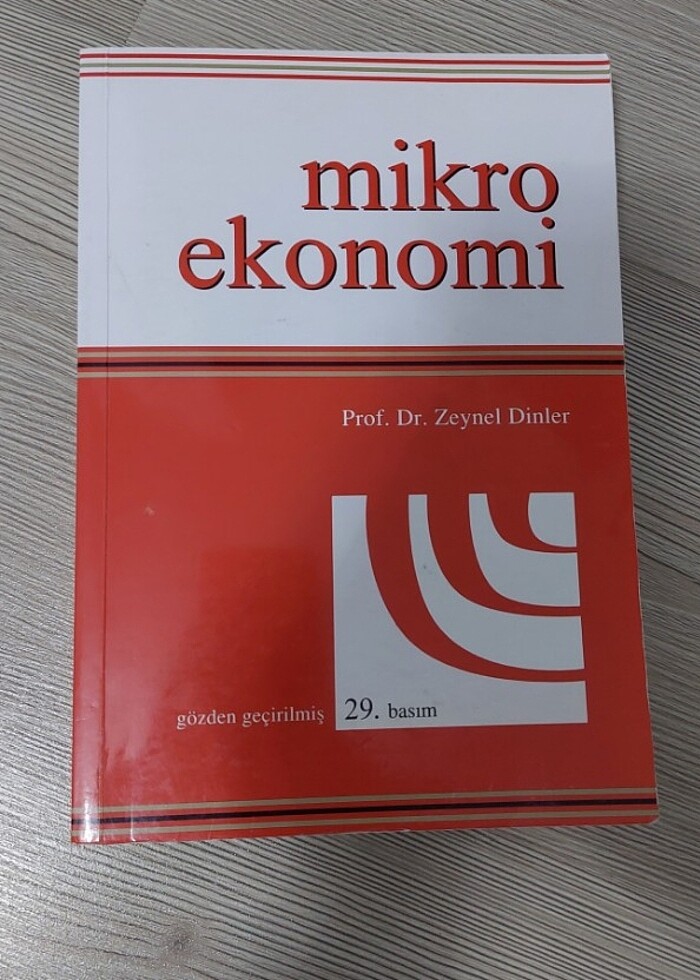 mikro
ekonomi
Prof. Dr. Zeynel Dinler
gözden geçirilmiş 29. basım